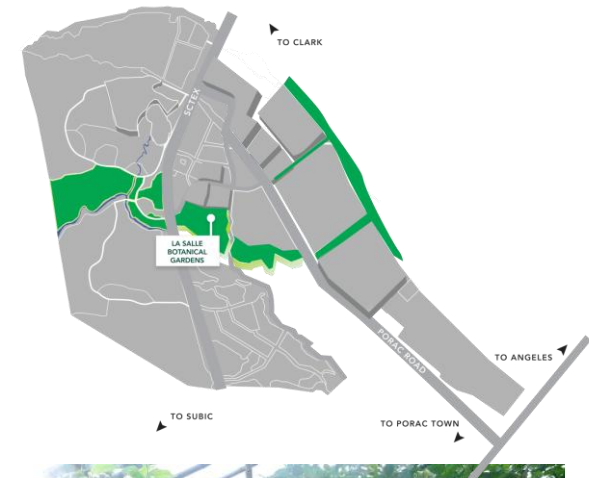 TO CLARK
SCTEX
LA SALLE
BOTANICAL
GARDENS
PORAC ROAD
TO ANGELES
TO SUBIC
TO PORAC TOWN